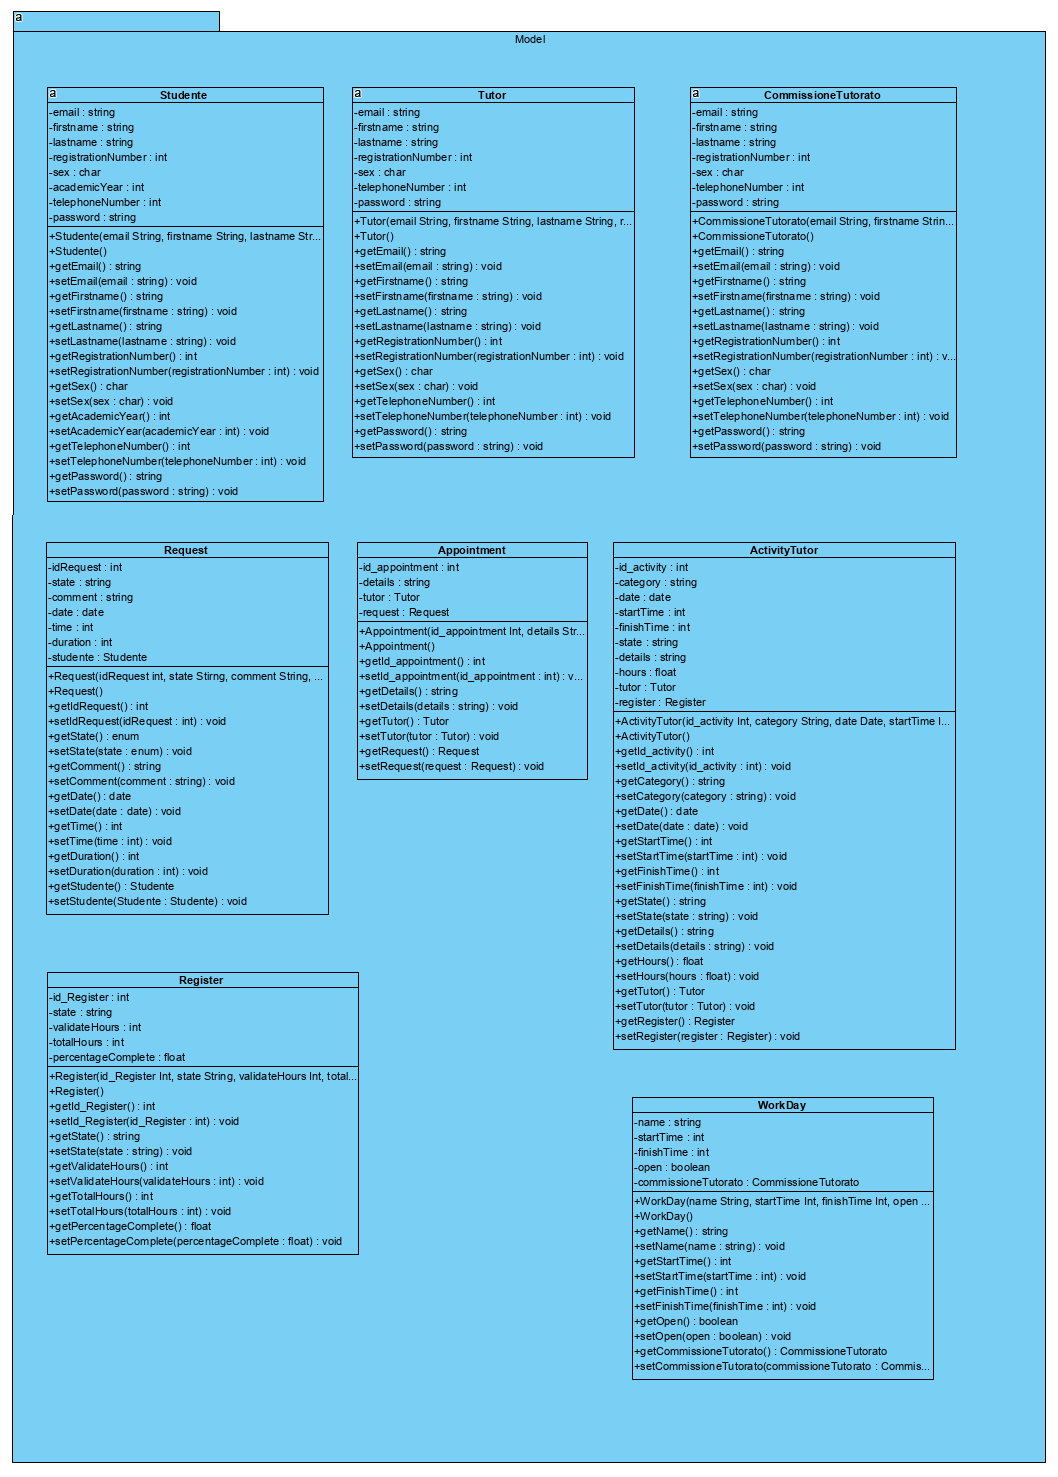 a
Model
a
Studente
-email : string
-firstname : string
-lastname : string
-registrationNumber : int
-sex : char
-academicYear : int
-telephoneNumber : int
-password : string
+Studente(email String, firstname String, lastname Str...
+Studente()
+getEmail() : string
+setEmail(email : string) : void
+getFirstname() : string
+setFirstname(firstname : string) : void
+getLastname() : string
+setLastname(lastname : string) : void
+getRegistrationNumber() : int
+setRegistrationNumber(registrationNumber : int) : void
+getSex() : char
+setSex(sex : char) : void
+getAcademicYear() : int
+setAcademicYear(academicYear : int) : void
+getTelephoneNumber() : int
+setTelephoneNumber(telephoneNumber : int) : void
+getPassword() : string
+setPassword(password : string) : void
a
Tutor
-email : string
-firstname : string
-lastname : string
-registrationNumber : int
-sex : char
-telephoneNumber : int
-password : string
+Tutor(email String, firstname String, lastname String, r...
+Tutor()
+getEmail() : string
+setEmail(email : string) : void
+getFirstname() : string
+setFirstname(firstname : string) : void
+getLastname() : string
+setLastname(lastname : string) : void
+getRegistrationNumber() : int
+setRegistrationNumber(registrationNumber : int) : void
+getSex() : char
+setSex(sex : char) : void
+getTelephoneNumber() : int
+setTelephoneNumber(telephoneNumber : int) : void
+getPassword() : string
+setPassword(password : string) : void
a
CommissioneTutorato
-email : string
-firstname : string
-lastname : string
-registrationNumber : int
-sex : char
-telephoneNumber : int
-password : string
+CommissioneTutorato(email String, firstname Strin...
+CommissioneTutorato()
+getEmail() : string
+setEmail(email : string) : void
+getFirstname() : string
+setFirstname(firstname : string) : void
+getLastname() : string
+setLastname(lastname : string) : void
+getRegistrationNumber() : int
+setRegistrationNumber(registrationNumber : int) : v...
+getSex() : char
+setSex(sex : char) : void
+getTelephoneNumber() : int
+setTelephoneNumber(telephoneNumber : int) : void
+getPassword() : string
+setPassword(password : string) : void
Request
-idRequest : int
-state : string
-comment : string
-date : date
-time : int
-duration : int
-studente : Studente
+Request(idRequest int, state Stirng, comment String, ...
+Request()
+getIdRequest() : int
+setIdRequest(idRequest : int) : void
+getState() : enum
+setState(state : enum) : void
+getComment() : string
+setComment(comment : string) : void
+getDate() : date
+setDate(date : date) : void
+getTime() : int
+setTime(time : int) : void
+getDuration() : int
+setDuration(duration : int) : void
+getStudente() : Studente
+setStudente(Studente : Studente) : void
Appointment
-id_appointment : int
-details : string
-tutor : Tutor
-request : Request
+Appointment(id_appointment Int, details Str...
+Appointment()
+getId_appointment() : int
+setId_appointment(id_appointment : int) : v...
+getDetails() : string
+setDetails(details : string) : void
+getTutor() : Tutor
+setTutor(tutor : Tutor) : void
+getRequest() : Request
+setRequest(request : Request) : void
ActivityTutor
-id_activity : int
-category : string
-date : date
-startTime : int
-finishTime : int
-state : string
-details : string
-hours : float
-tutor : Tutor
-register : Register
+ActivityTutor(id_activity Int, category String, date Date, startTime I...
+ActivityTutor()
+getId_activity() : int
+setId_activity(id_activity : int) : void
+getCategory() : string
+setCategory(category : string) : void
+getDate() : date
+setDate(date : date) : void
+getStartTime() : int
+setStartTime(startTime : int) : void
+getFinishTime() : int
+setFinishTime(finishTime : int) : void
+getState() : string
+setState(state : string) : void
+getDetails() : string
+setDetails(details : string) : void
+getHours() : float
+setHours(hours : float) : void
+getTutor() : Tutor
+setTutor(tutor : Tutor) : void
+getRegister() : Register
+setRegister(register : Register) : void
Register
-id_Register : int
-state : string
-validateHours : int
-totalHours : int
-percentageComplete : float
+Register(id_Register Int, state String, validateHours Int, total...
+Register()
+getId_Register() : int
+setId_Register(id_Register : int) : void
+getState() : string
+setState(state : string) : void
+getValidateHours() : int
+setValidateHours(validateHours : int) : void
+getTotalHours() : int
+setTotalHours(totalHours : int) : void
+getPercentageComplete() : float
+setPercentageComplete(percentageComplete : float) : void
WorkDay
-name : string
-startTime : int
-finishTime : int
-open : boolean
-commissioneTutorato : CommissioneTutorato
+WorkDay(name String, startTime Int, finishTime Int, open ...
+WorkDay()
+getName() : string
+setName(name : string) : void
+getStartTime() : int
+setStartTime(startTime : int) : void
+getFinishTime() : int
+setFinishTime(finishTime : int) : void
+getOpen() : boolean
+setOpen(open : boolean) : void
+getCommissioneTutorato() : CommissioneTutorato
+setCommissioneTutorato(commissioneTutorato : Commis...